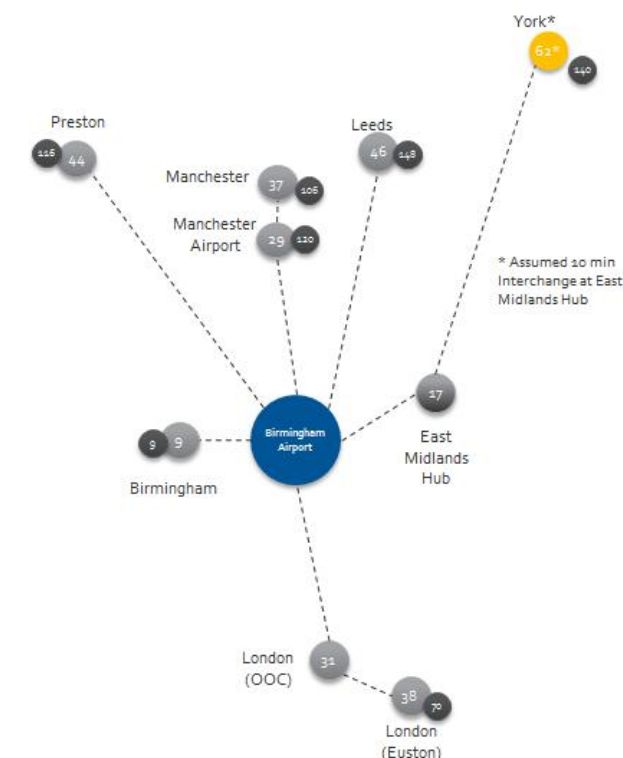 York*
62*
140
Preston
116
44
Leeds
46
148
Manchester
37
106
Manchester
Airport
29
120
* Assumed 10 min
Interchange at East
Midlands Hub
17
East
Midlands
Hub
Birmingham
Airport
9
9
Birmingham
31
London
(OOC)
38
70
London
(Euston)